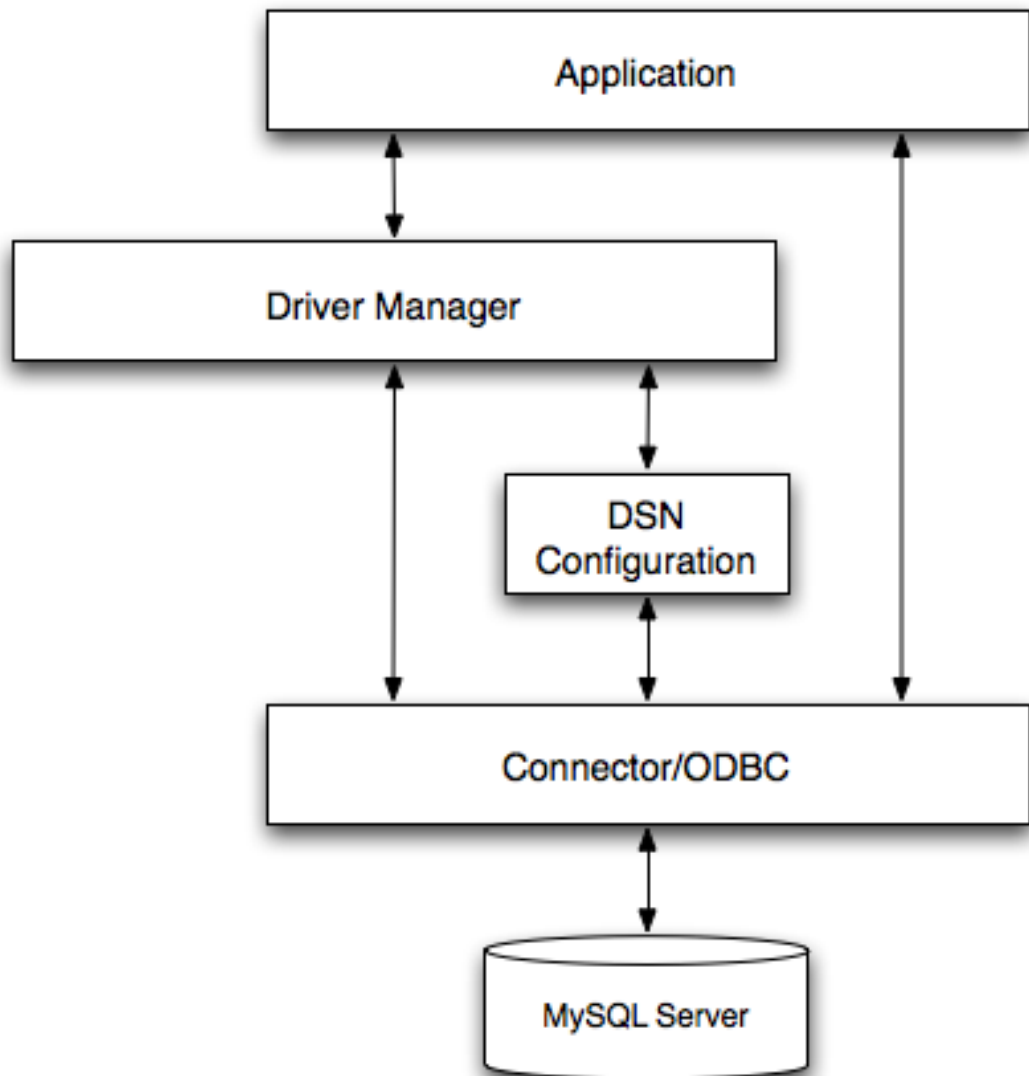 Application
Driver Manager
DSN
Configuration
Connector/ODBC
MySQL Server